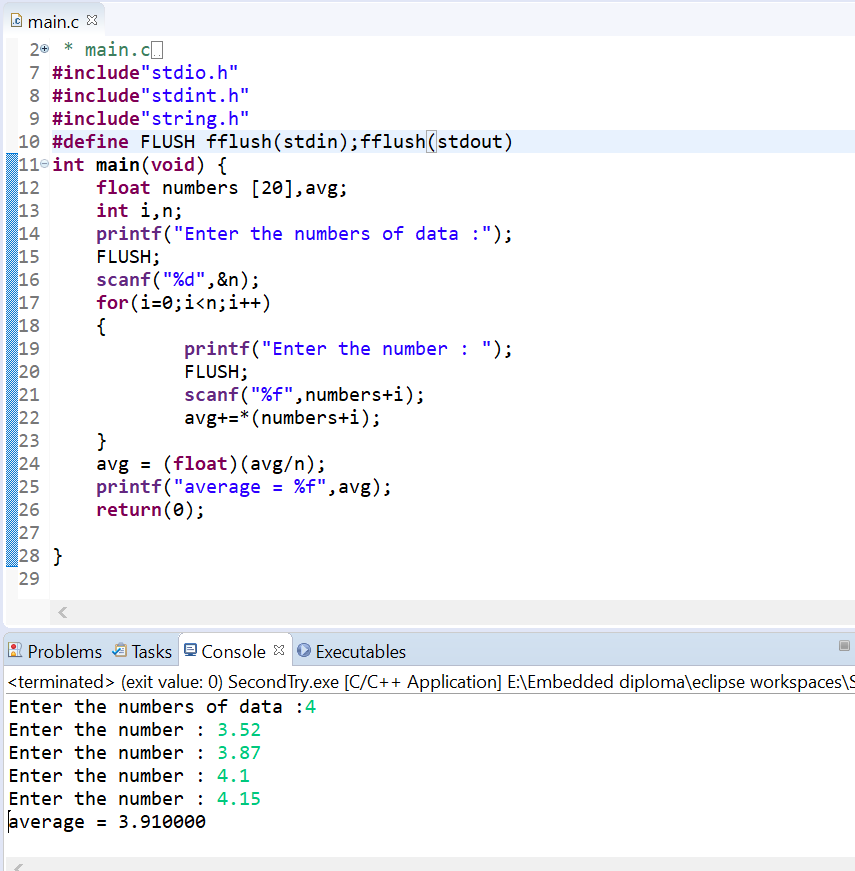 main.c
2 * main.c
7 #include"stdio.h"
8 #include"stdint.h"
9 #include"string.h"
10 #define FLUSH fflush(stdin);fflush(stdout)
11 int main(void) {
12 float numbers [20],avg;
13 int i,n;
14 printf("Enter the numbers of data :");
15 FLUSH;
16 scanf("%d",&n);
17 for(i=0;i<n;i++)
18 {
19 printf("Enter the number : ");
20 FLUSH;
21 scanf("%f",numbers+i);
22 avg+=*(numbers+i);
23 }
24 avg = (float)(avg/n);
25 printf("average = %f",avg);
26 return(0);
27
28 }
29
Problems Tasks Console Executables
<terminated> (exit value: 0) SecondTry.exe [C/C++ Application] E:\Embedded diploma\eclipse workspaces\S
Enter the numbers of data :4
Enter the number : 3.52
Enter the number : 3.87
Enter the number : 4.1
Enter the number : 4.15
average = 3.910000